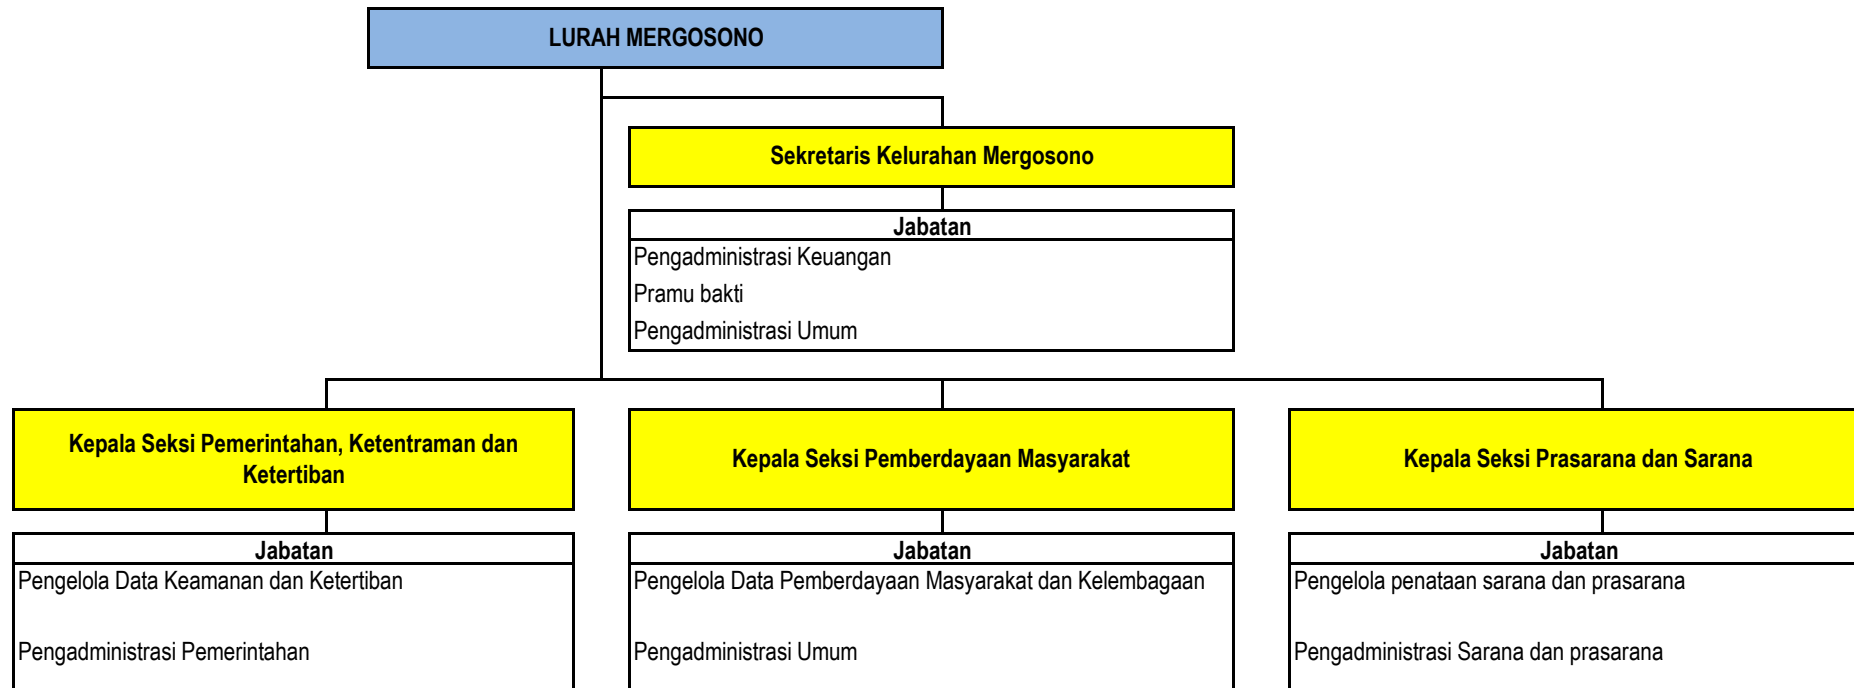 LURAH MERGOSONO
Sekretaris Kelurahan Mergosono
Jabatan
Pengadministrasi Keuangan
Pramu bakti
Pengadministrasi Umum
Kepala Seksi Pemerintahan, Ketentraman dan
Ketertiban
Jabatan
Pengelola Data Keamanan dan Ketertiban
Pengadministrasi Pemerintahan
Kepala Seksi Pemberdayaan Masyarakat
Jabatan
Pengelola Data Pemberdayaan Masyarakat dan Kelembagaan
Pengadministrasi Umum
Kepala Seksi Prasarana dan Sarana
Jabatan
Pengelola penataan sarana dan prasarana
Pengadministrasi Sarana dan prasarana